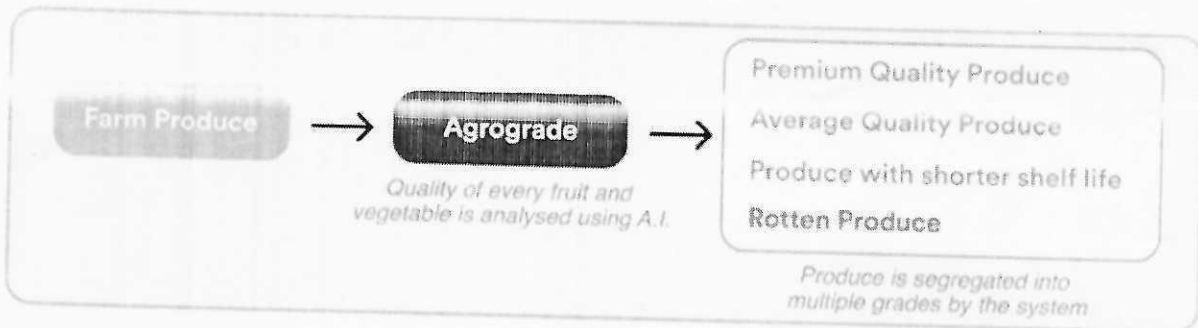 Farm Produce
Agrograde
Quality of every fruit and
vegetable is analysed using A.I.
Premium Quality Produce
Average Quality Produce
Produce with shorter shelf life
Rotten Produce
Produce is segregated into
multiple grades by the system